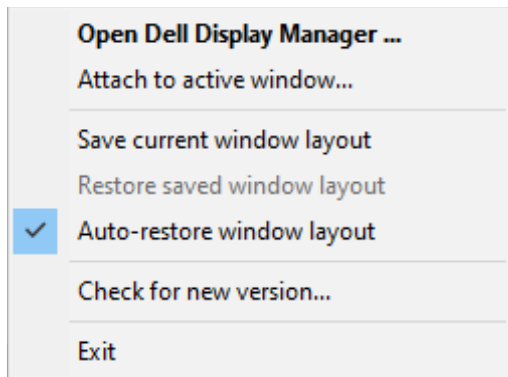 Open Dell Display Manager ...
Attach to active window...
Save current window layout
Restore saved window layout
Auto-restore window layout
Check for new version...
Exit